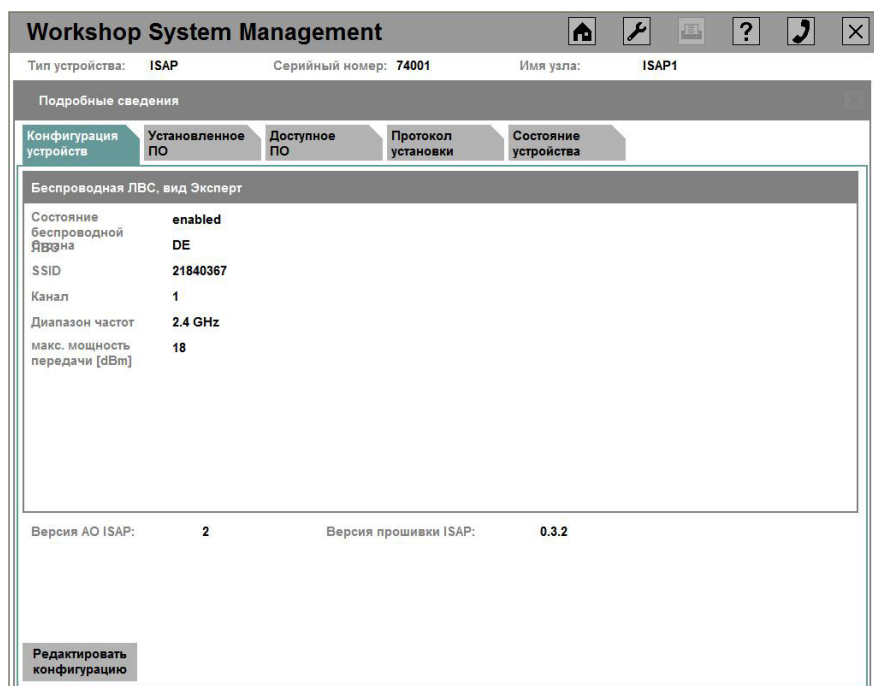 Workshop System Management
Тип устройства: ISAP Серийный номер: 74001 Имя узла: ISAP1
Подробные сведения
Конфигурация устройств
Установленное ПО
Доступное ПО
Протокол установки
Состояние устройства
Беспроводная ЛВС, вид Эксперт
Состояние беспроводной ЛВС enabled
Страна DE
SSID 21840367
Канал 1
Диапазон частот 2.4 GHz
макс. мощность передачи [dBm] 18
Версия АО ISAP: 2 Версия прошивки ISAP: 0.3.2
Редактировать
конфигурацию